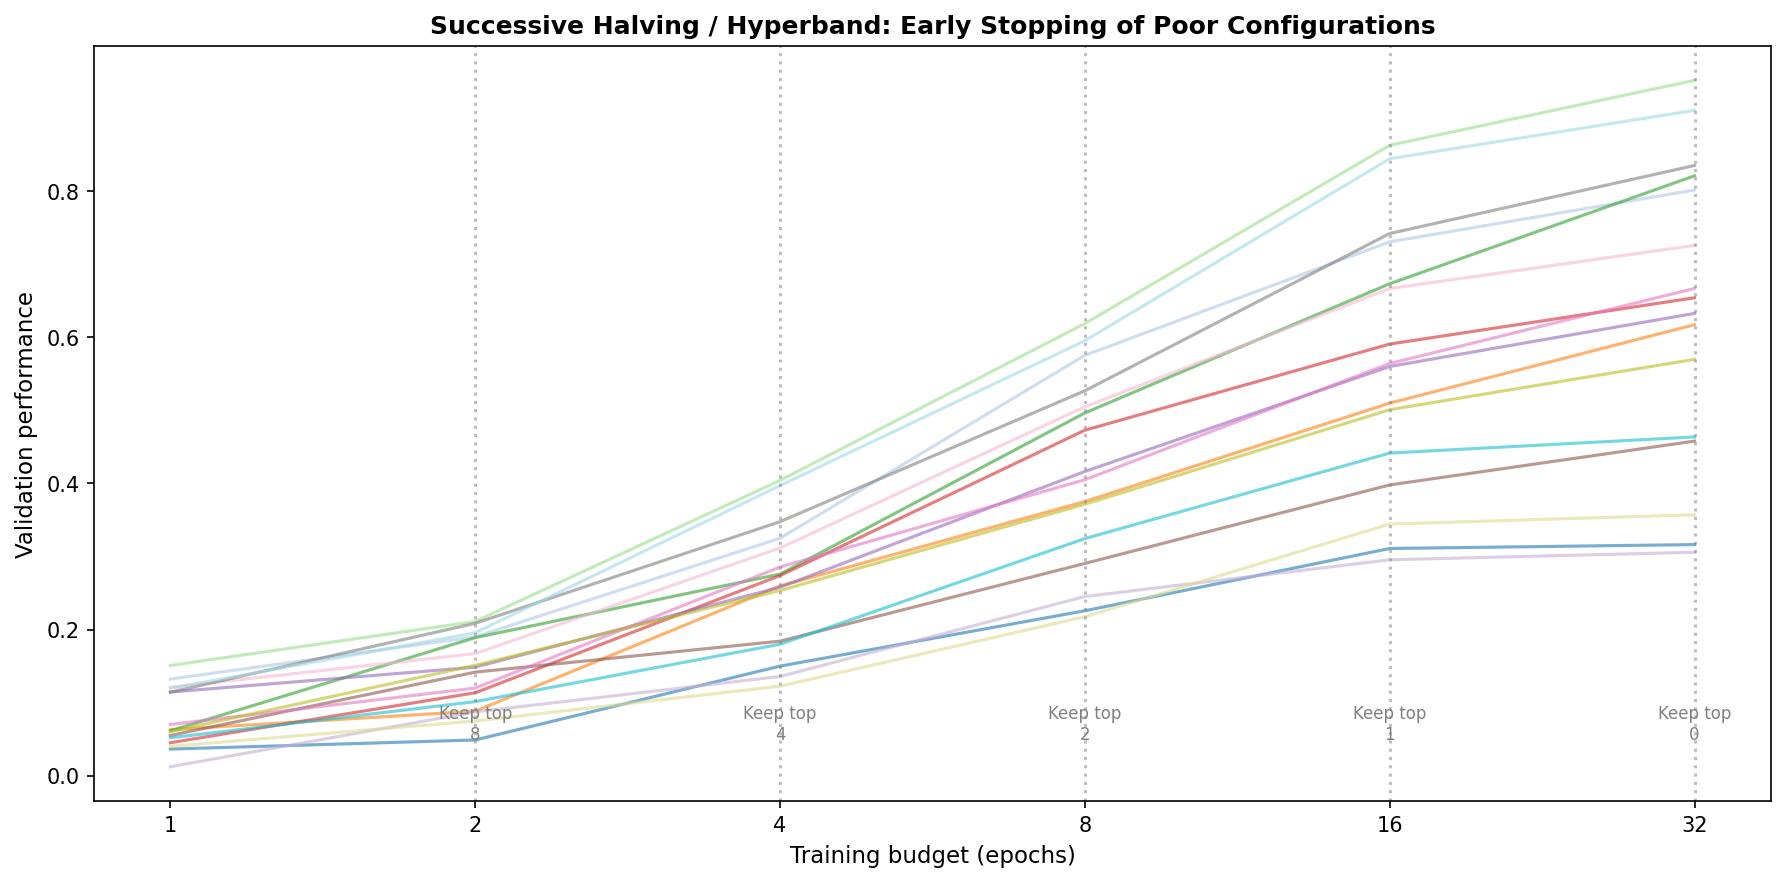 Successive Halving / Hyperband: Early Stopping of Poor Configurations
Validation performance
0.8
0.6
0.4
0.2
0.0
Keep top
8
Keep top
4
Keep top
2
Keep top
1
Keep top
0
1
2
4
8
16
32
Training budget (epochs)